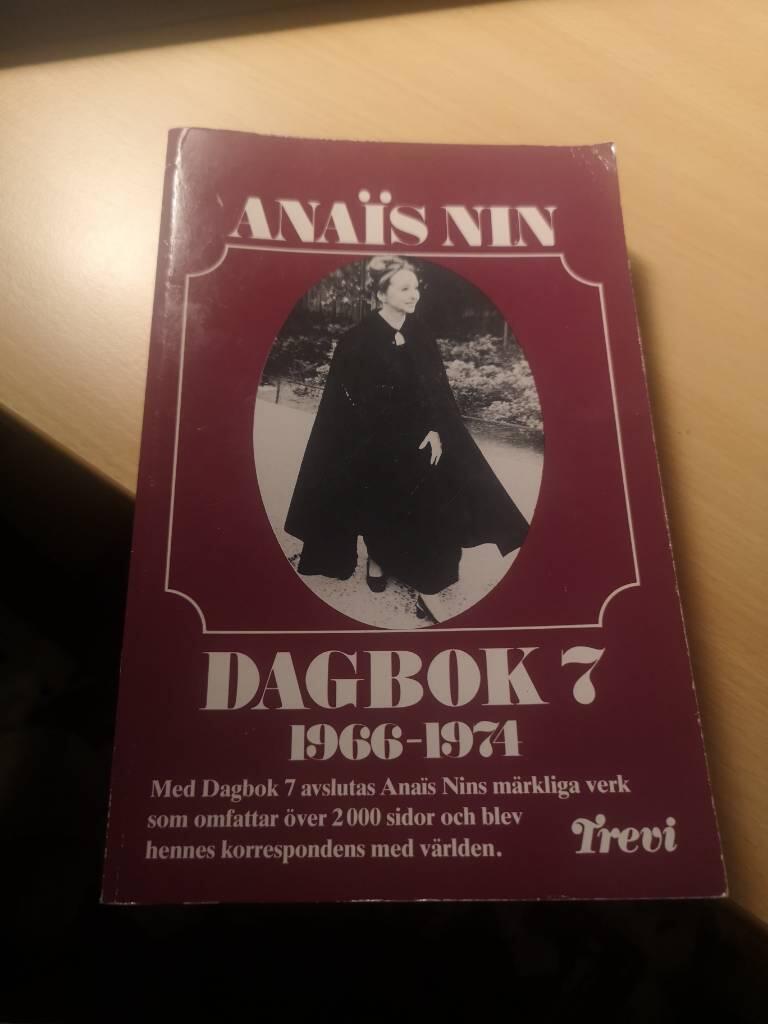 ANAÏS NIN
DAGBOK 7
1966-1974
Med Dagbok 7 avslutas Anaïs Nins märkliga verk
som omfattar över 2 000 sidor och blev
hennes korrespondens med världen.
Trevi